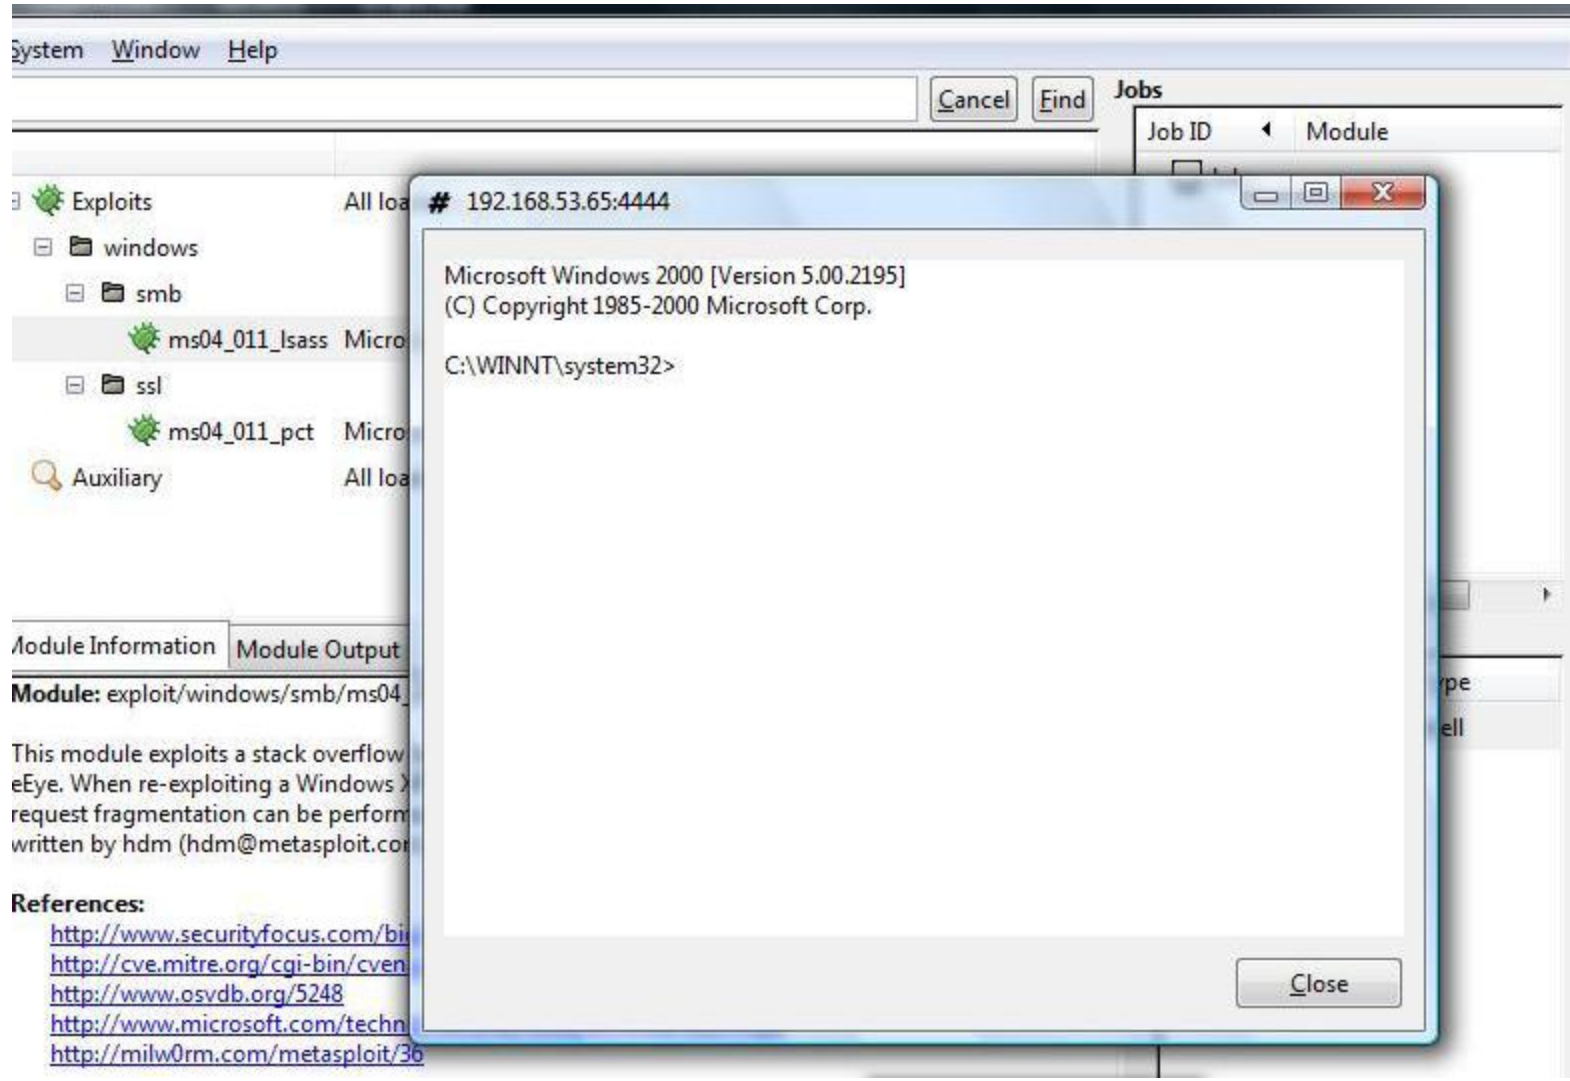 System Window Help
Cancel Find
Jobs
Job ID Module
Exploits All loa
windows
smb
ms04_011_lsass Micro
ssl
ms04_011_pct Micro
Auxiliary All loa
# 192.168.53.65:4444
Microsoft Windows 2000 [Version 5.00.2195]
(C) Copyright 1985-2000 Microsoft Corp.
C:\WINNT\system32>
Close
Module Information Module Output
Module: exploit/windows/smb/ms04_
This module exploits a stack overflow
eEye. When re-exploiting a Windows X
request fragmentation can be perform
written by hdm (hdm@metasploit.com
References:
http://www.securityfocus.com/bi
http://cve.mitre.org/cgi-bin/cven
http://www.osvdb.org/5248
http://www.microsoft.com/techn
http://milw0rm.com/metasploit/36
ype
ell